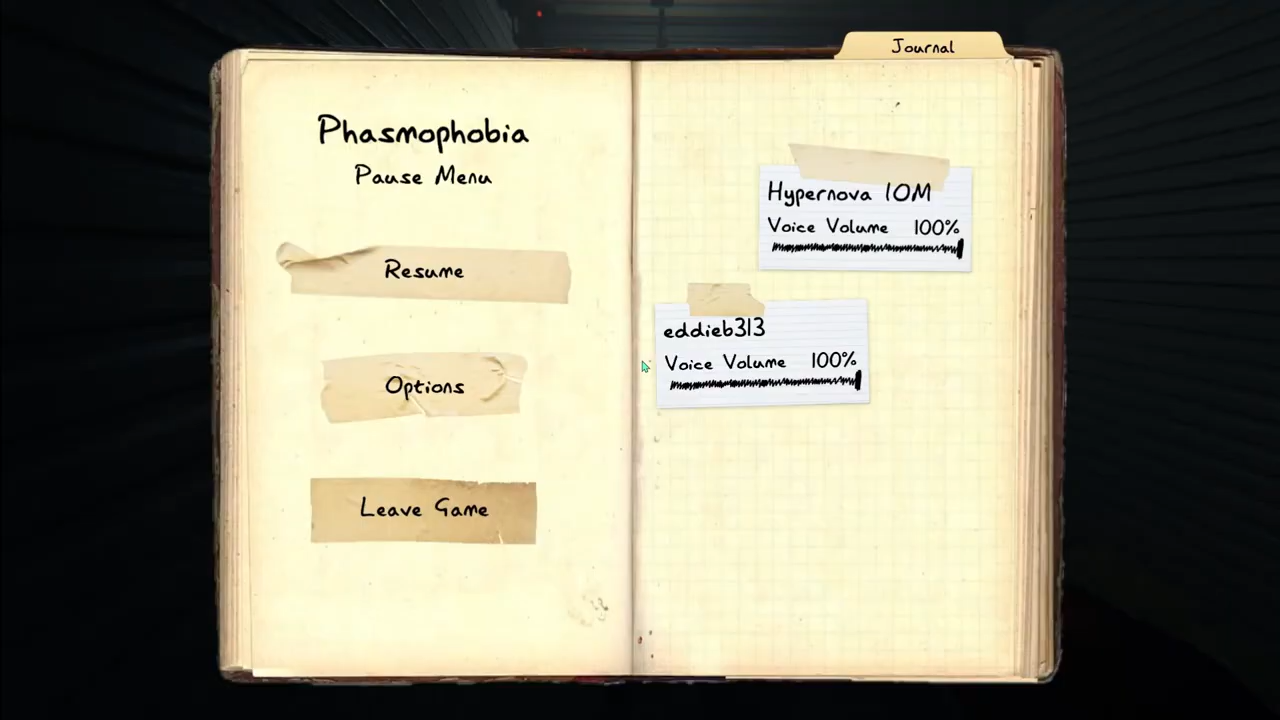 Journal
Phasmophobia
Pause Menu
Resume
Options
Leave Game
Hypernova 10M
Voice Volume 100%
eddieb313
Voice Volume 100%